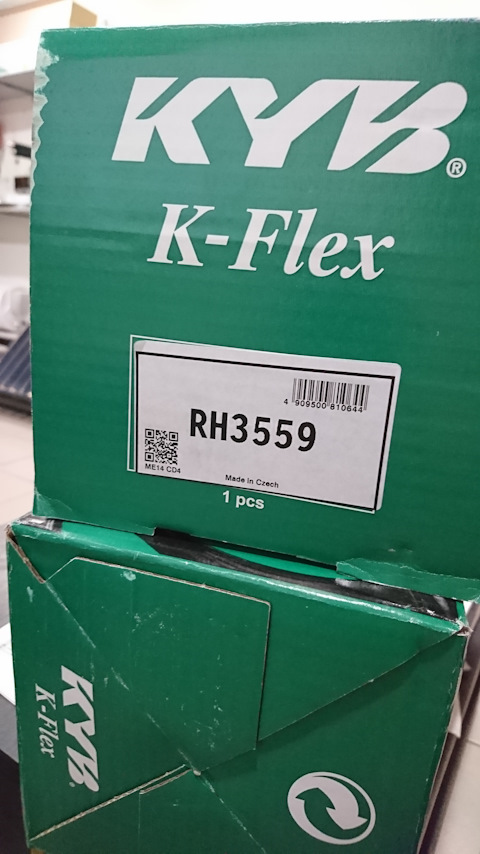 KYB®
K-Flex
4 909500 810644
RH3559
ME14 CD4
Made in Czech
1 pcs
KYB
K-Flex